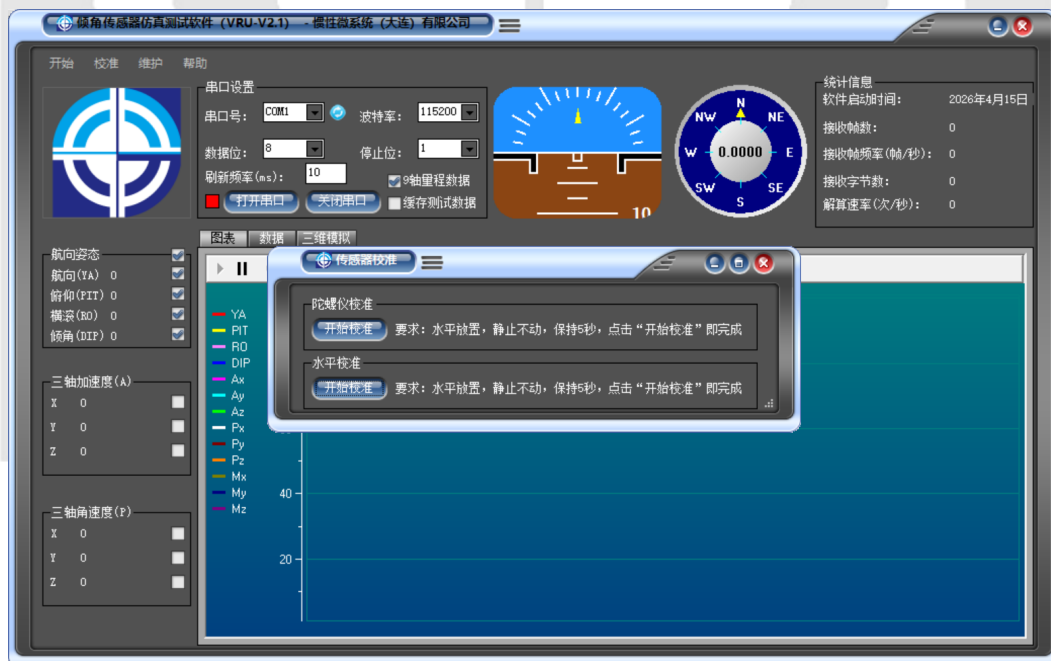 倾角传感器仿真测试软件（VRU-V2.1） - 惯性微系统（大连）有限公司
开始 校准 维护 帮助
串口设置
串口号： COM1 波特率： 115200
数据位： 8 停止位： 1
刷新频率(ms)： 10 9轴里程数据
打开串口 关闭串口 缓存测试数据
10
N
NW NE
W 0.0000 E
SW SE
S
统计信息
软件启动时间： 2026年4月15日
接收帧数： 0
接收帧频率(帧/秒)： 0
接收字节数： 0
解算速率(次/秒)： 0
航向姿态
航向(YA) 0
俯仰(PIT) 0
横滚(RO) 0
倾角(DIP) 0
三轴加速度(A)
X 0
Y 0
Z 0
三轴角速度(P)
X 0
Y 0
Z 0
图表 数据 三维模拟
YA
PIT
RO
DIP
Ax
Ay
Az
Px
Py
Pz
Mx
My
Mz
40
20
传感器校准
陀螺仪校准
开始校准 要求：水平放置，静止不动，保持5秒，点击“开始校准”即完成
水平校准
开始校准 要求：水平放置，静止不动，保持5秒，点击“开始校准”即完成